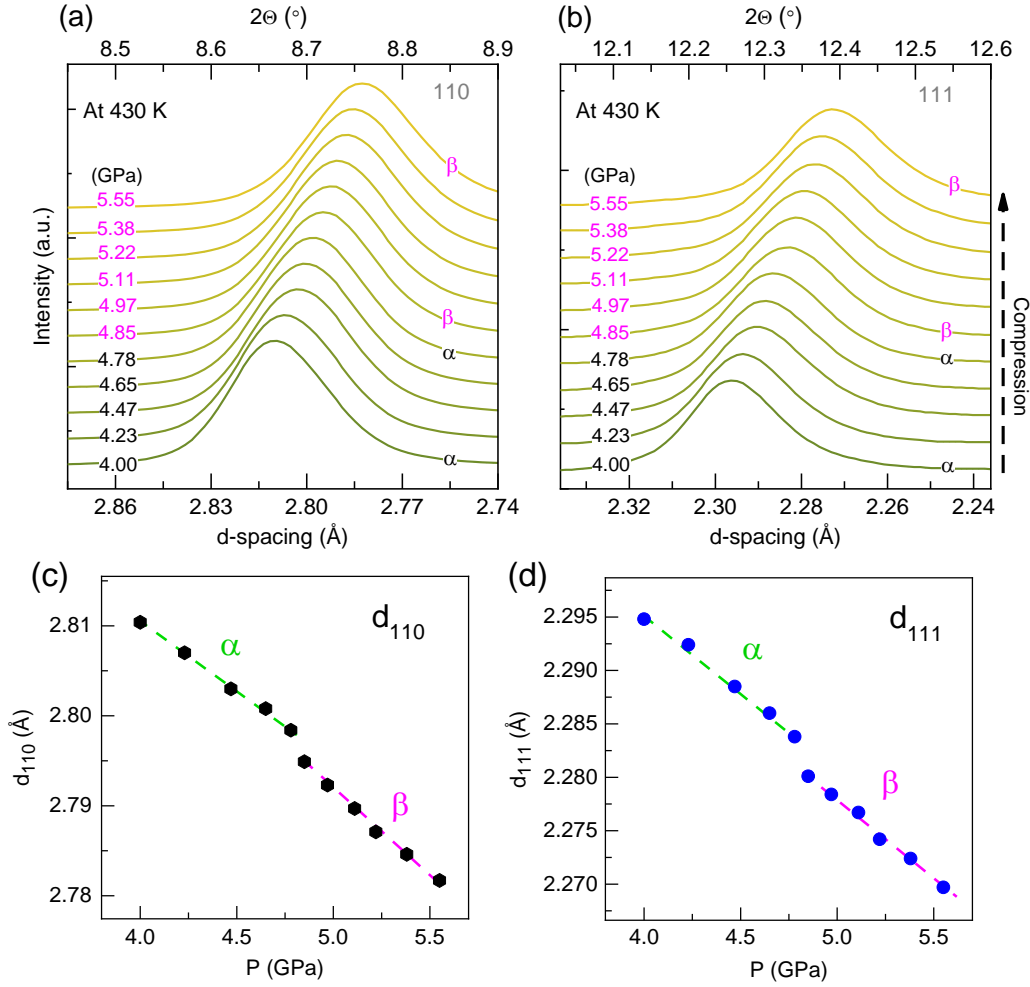 (a)
2Θ (°)
8.5 8.6 8.7 8.8 8.9
110
At 430 K
(GPa)
5.55
5.38
5.22
5.11
4.97
4.85
4.78
4.65
4.47
4.23
4.00
β
β
α
α
Intensity (a.u.)
2.86 2.83 2.80 2.77 2.74
d-spacing (Å)
(b)
2Θ (°)
12.1 12.2 12.3 12.4 12.5 12.6
111
At 430 K
(GPa)
5.55
5.38
5.22
5.11
4.97
4.85
4.78
4.65
4.47
4.23
4.00
β
β
α
α
Compression
2.32 2.30 2.28 2.26 2.24
d-spacing (Å)
(c)
d110
α
β
2.81
2.80
2.79
2.78
d110 (Å)
4.0 4.5 5.0 5.5
P (GPa)
(d)
d111
α
β
2.295
2.290
2.285
2.280
2.275
2.270
d111 (Å)
4.0 4.5 5.0 5.5
P (GPa)